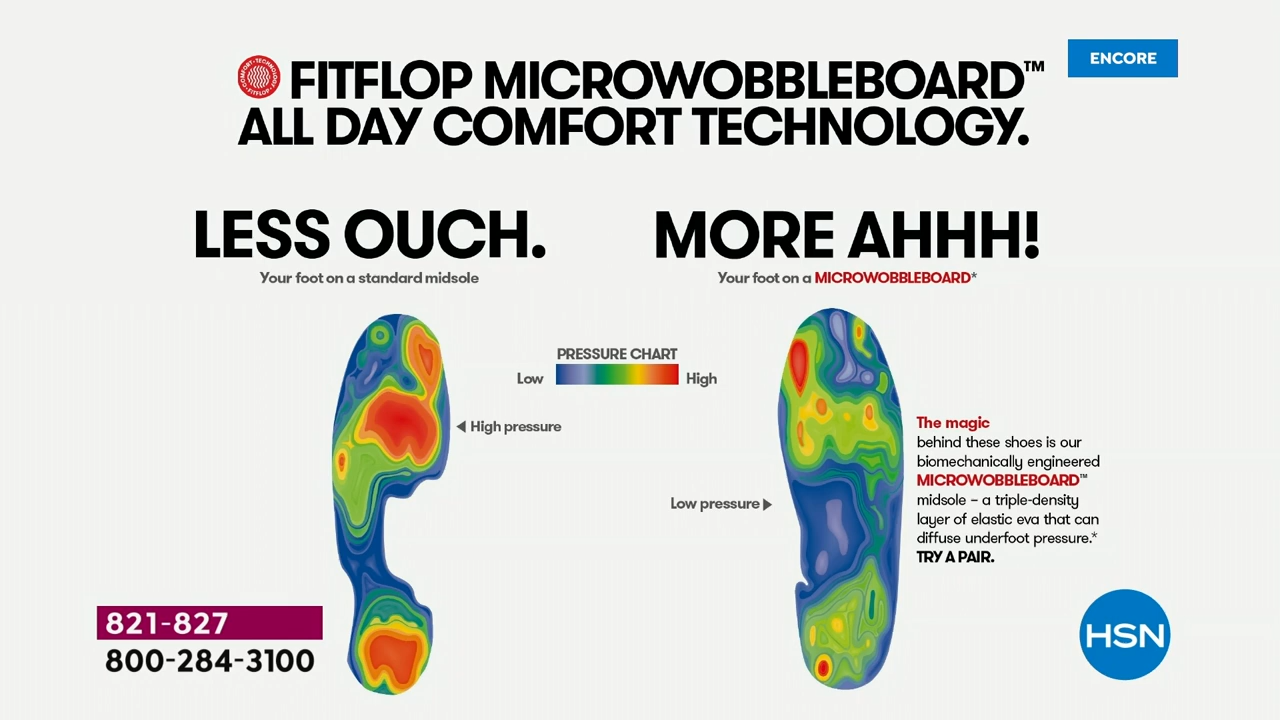 ENCORE
FITFLOP MICROWOBBLEBOARD™
ALL DAY COMFORT TECHNOLOGY.
LESS OUCH.
Your foot on a standard midsole
MORE AHHH!
Your foot on a MICROWOBBLEBOARD*
PRESSURE CHART
Low
High
High pressure
Low pressure
The magic
behind these shoes is our
biomechanically engineered
MICROWOBBLEBOARD™
midsole – a triple-density
layer of elastic eva that can
diffuse underfoot pressure.*
TRY A PAIR.
821-827
800-284-3100
HSN